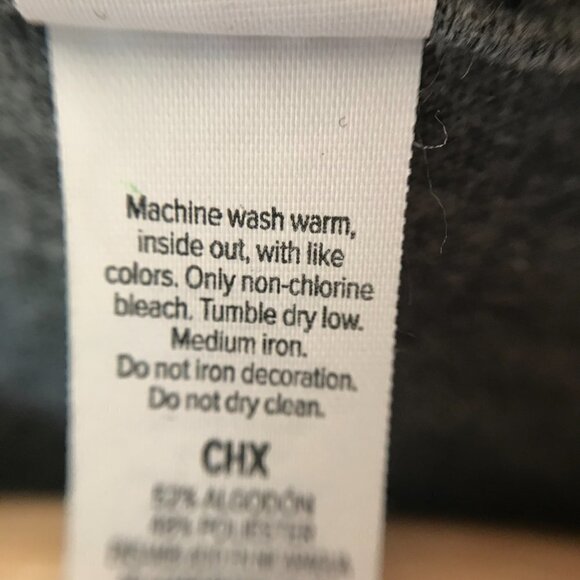 Machine wash warm,
inside out, with like
colors. Only non-chlorine
bleach. Tumble dry low.
Medium iron.
Do not iron decoration.
Do not dry clean.
CHX
ALGODÓN